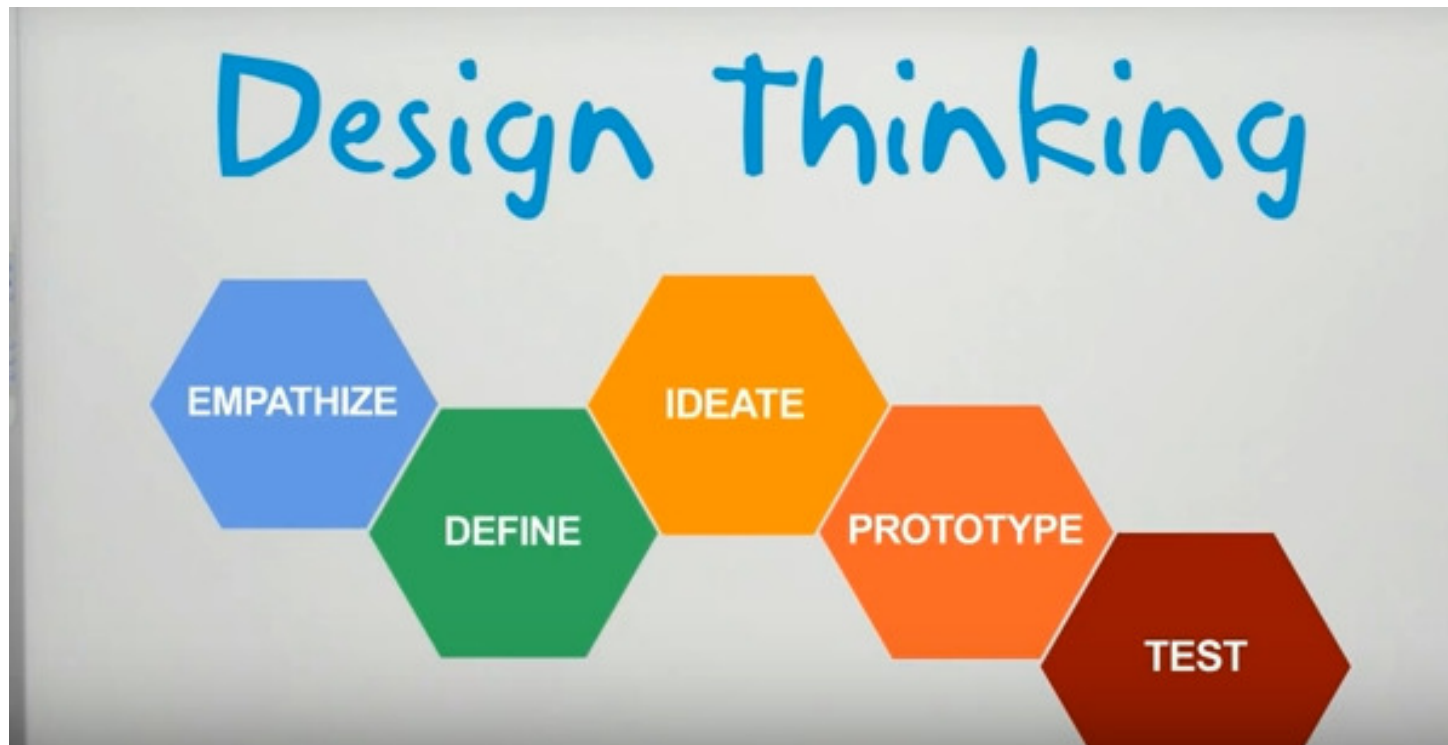 Design Thinking
EMPATHIZE
DEFINE
IDEATE
PROTOTYPE
TEST